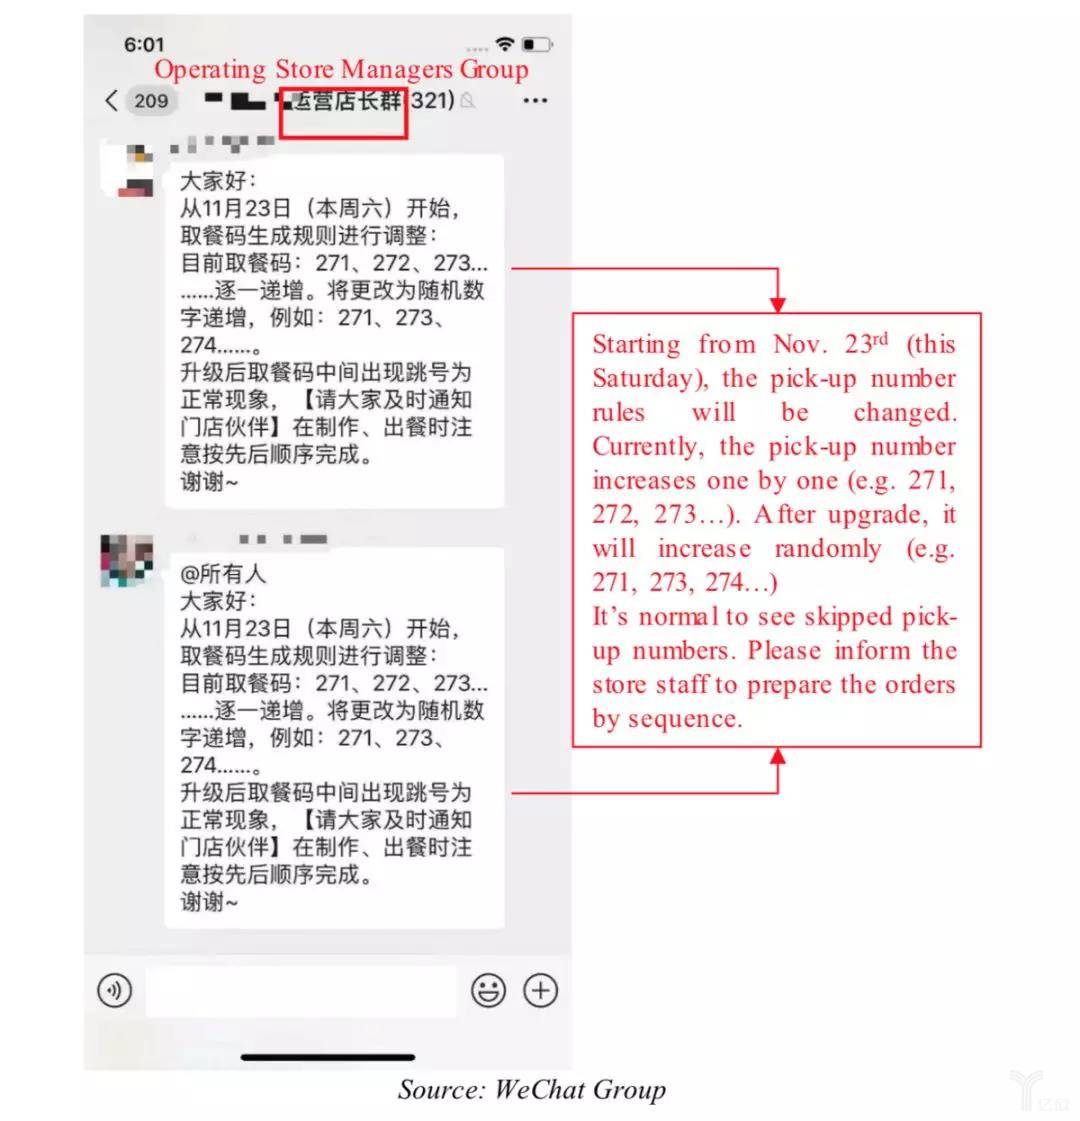 6:01
Operating Store Managers Group
209
运营店长群(321)
大家好：
从11月23日（本周六）开始，
取餐码生成规则进行调整：
目前取餐码：271、272、273...
......逐一递增。将更改为随机数
字递增，例如：271、273、
274......。
升级后取餐码中间出现跳号为
正常现象，【请大家及时通知
门店伙伴】在制作、出餐时注
意按先后顺序完成。
谢谢~
@所有人
大家好：
从11月23日（本周六）开始，
取餐码生成规则进行调整：
目前取餐码：271、272、273...
......逐一递增。将更改为随机数
字递增，例如：271、273、
274......。
升级后取餐码中间出现跳号为
正常现象，【请大家及时通知
门店伙伴】在制作、出餐时注
意按先后顺序完成。
谢谢~
Starting from Nov. 23rd (this
Saturday), the pick-up number
rules will be changed.
Currently, the pick-up number
increases one by one (e.g. 271,
272, 273…). After upgrade, it
will increase randomly (e.g.
271, 273, 274…)
It’s normal to see skipped pick-
up numbers. Please inform the
store staff to prepare the orders
by sequence.
Source: WeChat Group
亿欧